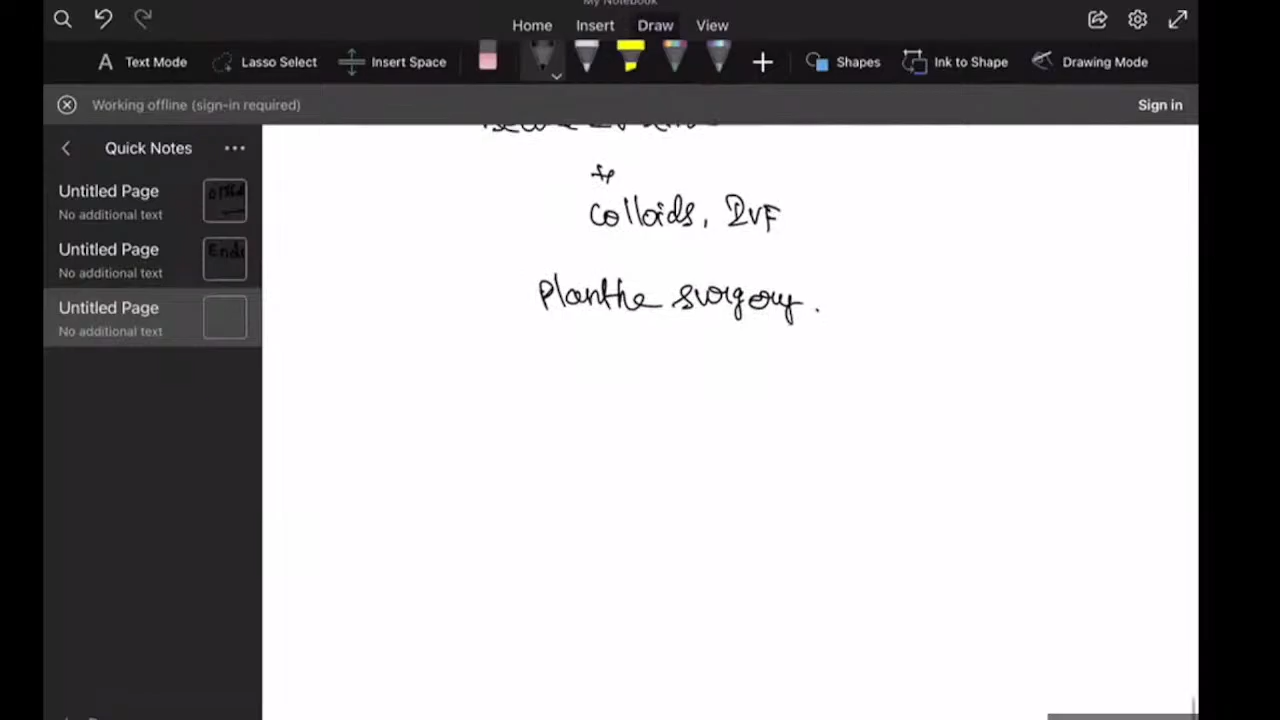 My Notebook
Home Insert Draw View
Text Mode Lasso Select Insert Space Shapes Ink to Shape Drawing Mode
Working offline (sign-in required) Sign in
Quick Notes
Untitled Page
No additional text
Untitled Page
No additional text
Untitled Page
No additional text
colloids, IVF
Plan the surgery.